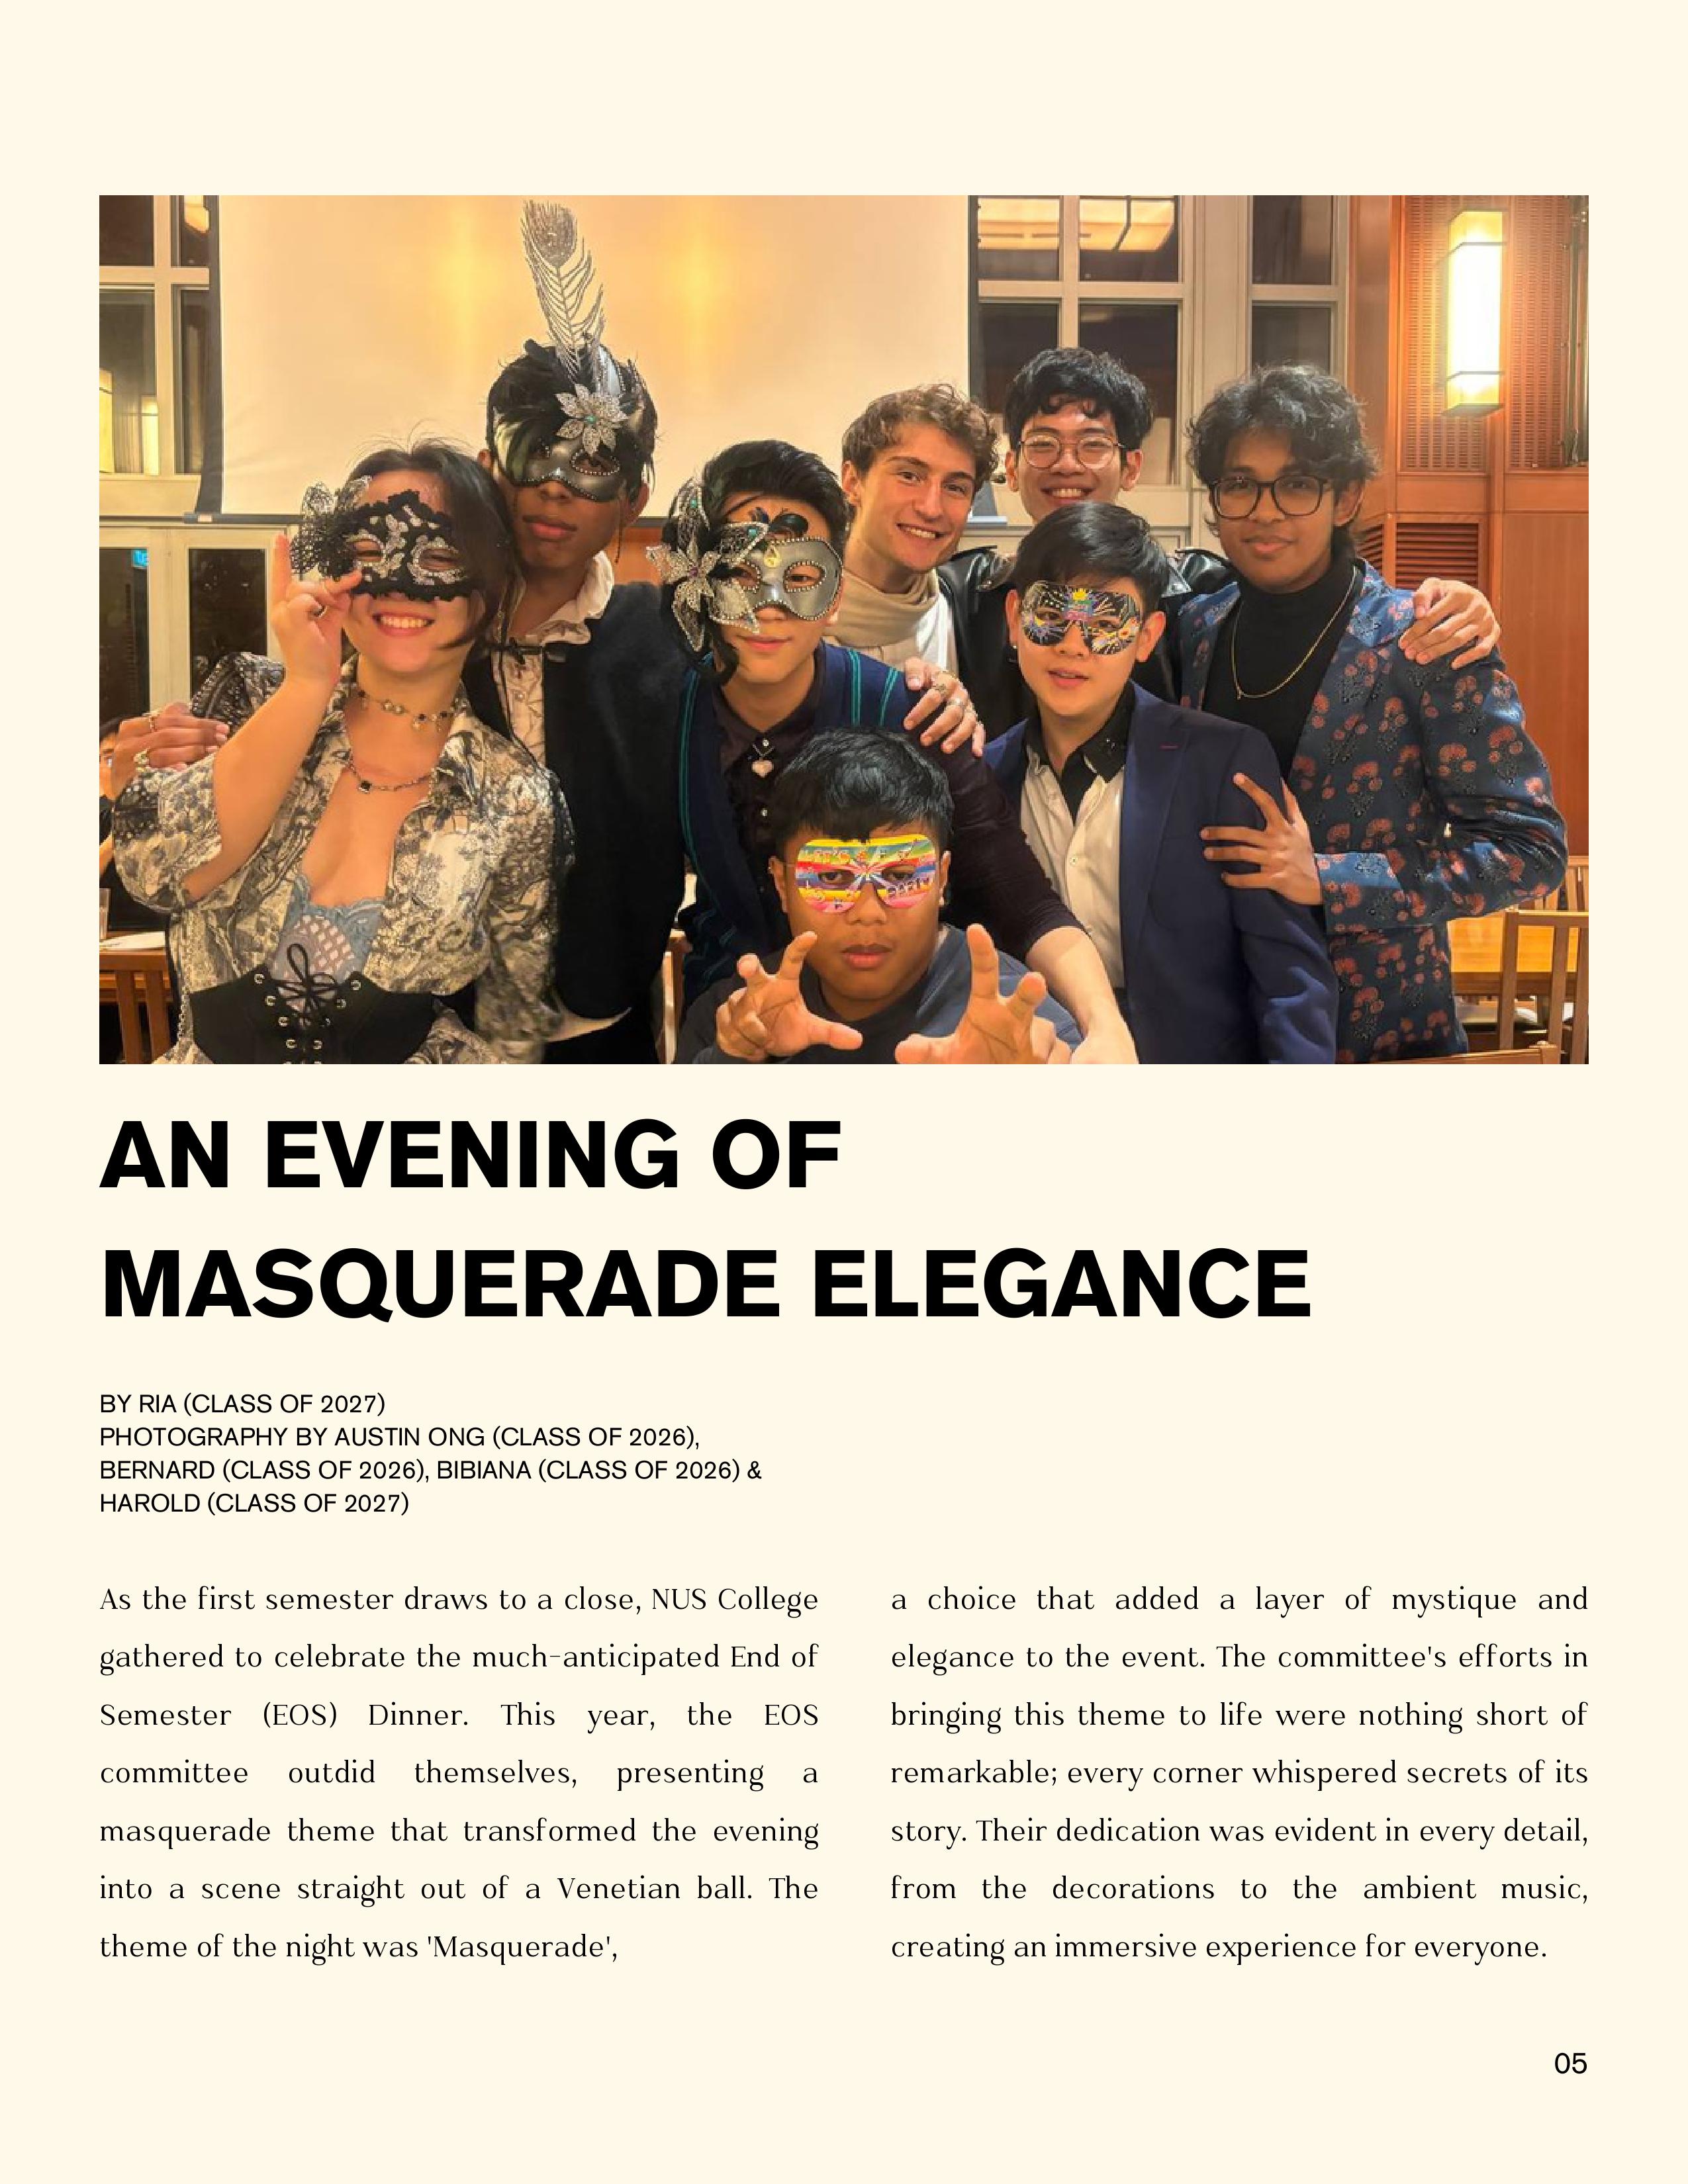 AN EVENING OF
MASQUERADE ELEGANCE
BY RIA (CLASS OF 2027)
PHOTOGRAPHY BY AUSTIN ONG (CLASS OF 2026),
BERNARD (CLASS OF 2026), BIBIANA (CLASS OF 2026) &
HAROLD (CLASS OF 2027)
As the first semester draws to a close, NUS College
gathered to celebrate the much-anticipated End of
Semester (EOS) Dinner. This year, the EOS
committee outdid themselves, presenting a
masquerade theme that transformed the evening
into a scene straight out of a Venetian ball. The
theme of the night was 'Masquerade',
a choice that added a layer of mystique and
elegance to the event. The committee's efforts in
bringing this theme to life were nothing short of
remarkable; every corner whispered secrets of its
story. Their dedication was evident in every detail,
from the decorations to the ambient music,
creating an immersive experience for everyone.
05